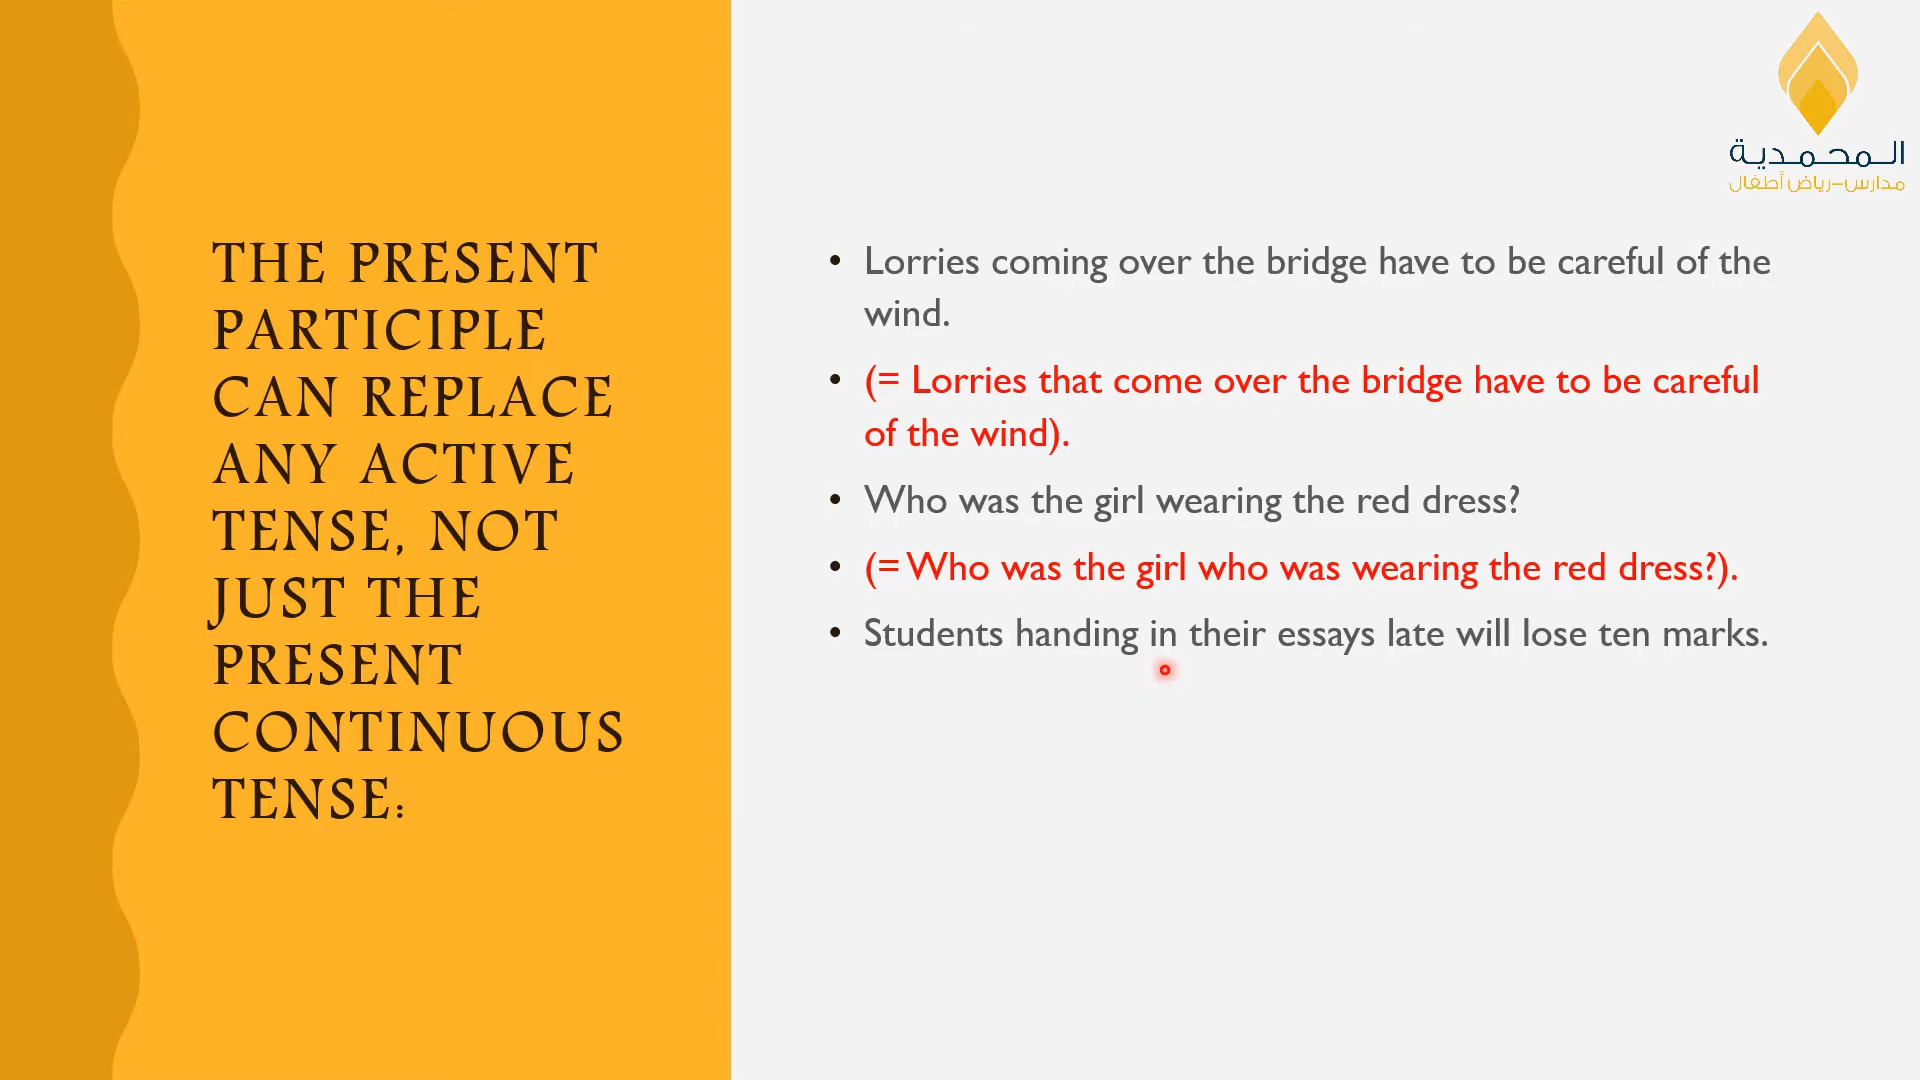 THE PRESENT
PARTICIPLE
CAN REPLACE
ANY ACTIVE
TENSE, NOT
JUST THE
PRESENT
CONTINUOUS
TENSE:
المحمدية
مدارس-رياض أطفال
• Lorries coming over the bridge have to be careful of the
wind.
• (= Lorries that come over the bridge have to be careful
of the wind).
• Who was the girl wearing the red dress?
• (= Who was the girl who was wearing the red dress?).
• Students handing in their essays late will lose ten marks.